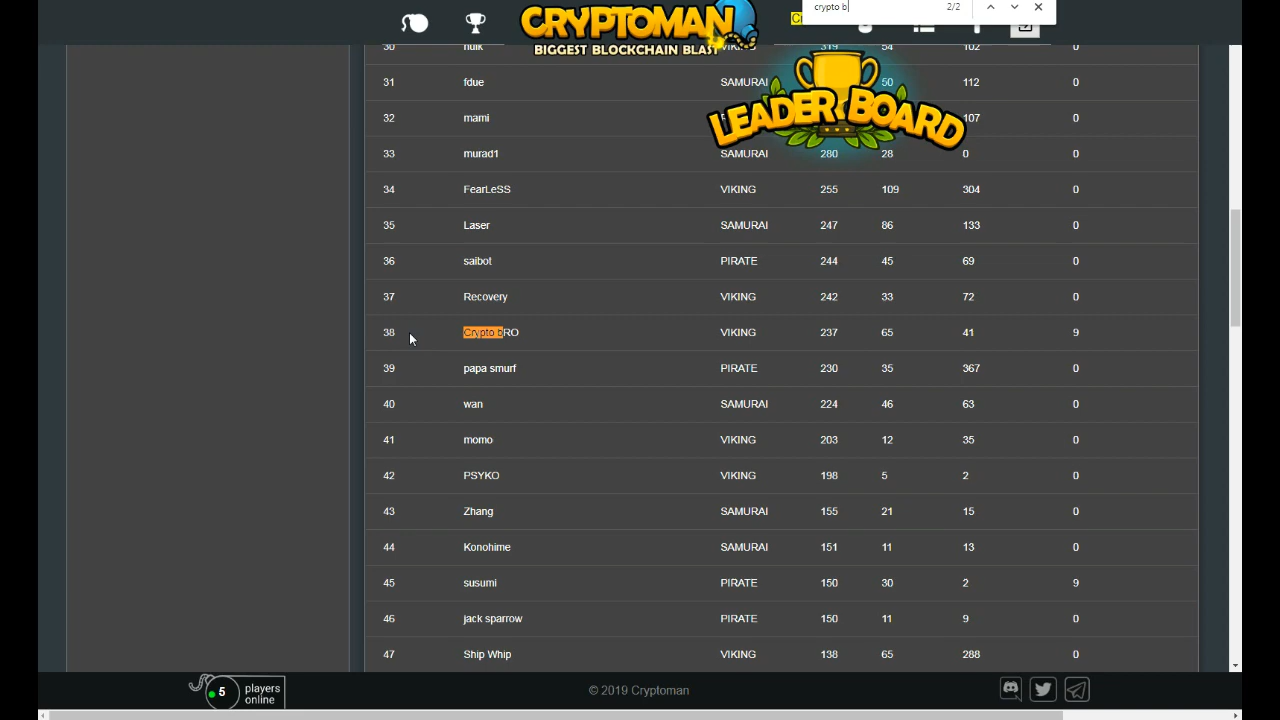 crypto b 2/2
CRYPTOMAN
BIGGEST BLOCKCHAIN BLAST
LEADER BOARD
30 hulk VIKING 319 54 102 0
31 fdue SAMURAI 50 112 0
32 mami 107 0
33 murad1 SAMURAI 280 28 0 0
34 FearLeSS VIKING 255 109 304 0
35 Laser SAMURAI 247 86 133 0
36 saibot PIRATE 244 45 69 0
37 Recovery VIKING 242 33 72 0
38 Crypto bRO VIKING 237 65 41 9
39 papa smurf PIRATE 230 35 367 0
40 wan SAMURAI 224 46 63 0
41 momo VIKING 203 12 35 0
42 PSYKO VIKING 198 5 2 0
43 Zhang SAMURAI 155 21 15 0
44 Konohime SAMURAI 151 11 13 0
45 susumi PIRATE 150 30 2 9
46 jack sparrow PIRATE 150 11 9 0
47 Ship Whip VIKING 138 65 288 0
5 players online
© 2019 Cryptoman